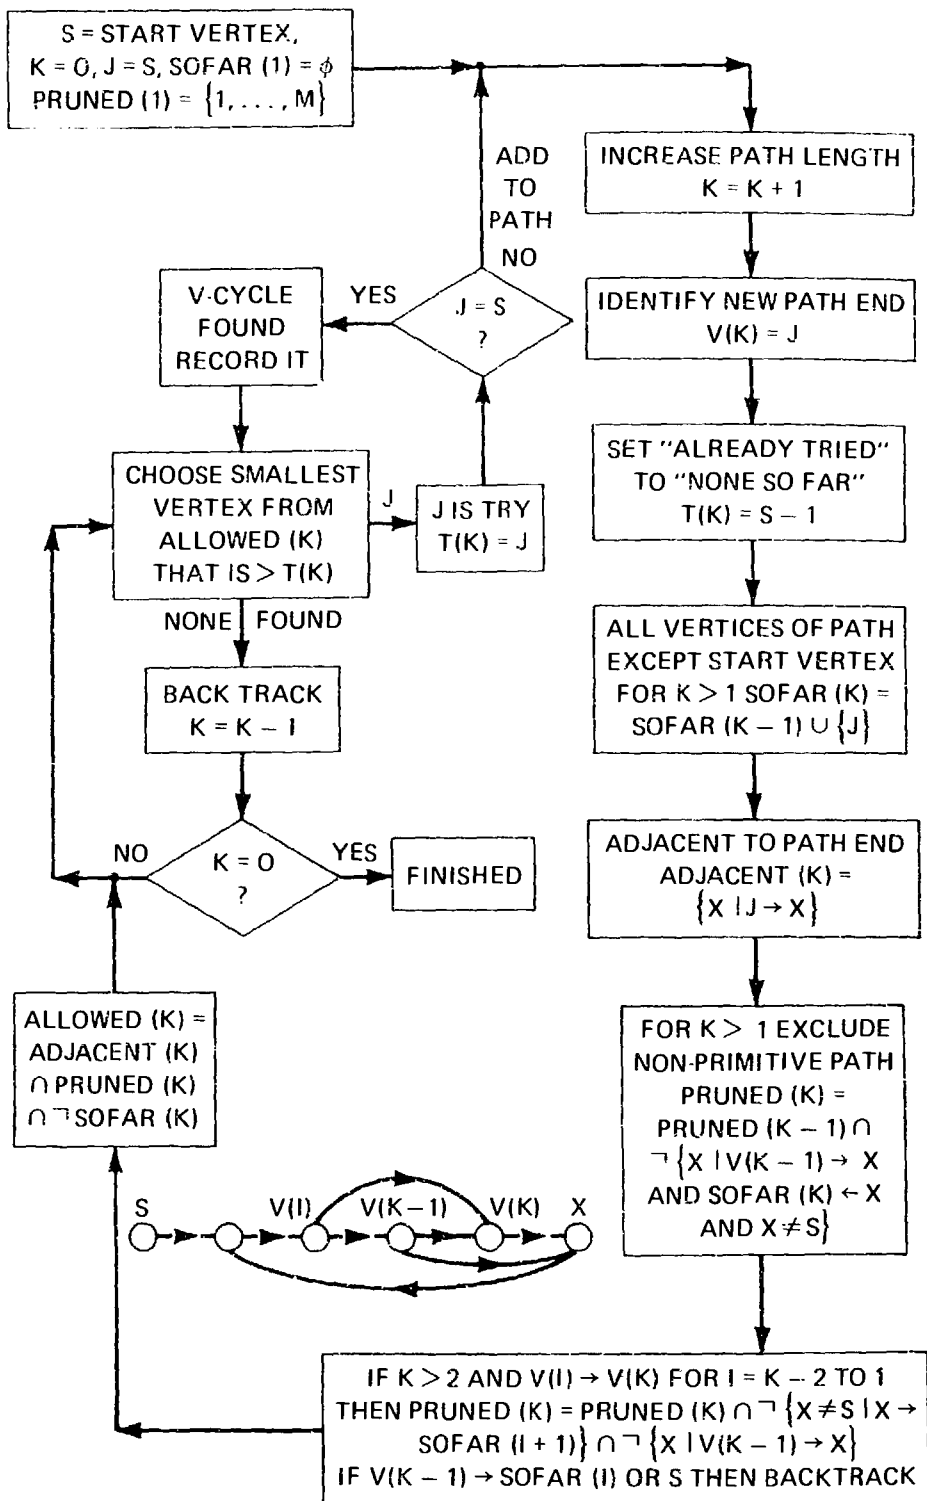 S = START VERTEX,
K = 0, J = S, SOFAR (1) = ϕ
PRUNED (1) = {1, . . . , M}
INCREASE PATH LENGTH
K = K + 1
IDENTIFY NEW PATH END
V(K) = J
SET "ALREADY TRIED"
TO "NONE SO FAR"
T(K) = S − 1
ALL VERTICES OF PATH
EXCEPT START VERTEX
FOR K > 1 SOFAR (K) =
SOFAR (K − 1) ∪ {J}
ADJACENT TO PATH END
ADJACENT (K) =
{X | J → X}
FOR K > 1 EXCLUDE
NON-PRIMITIVE PATH
PRUNED (K) =
PRUNED (K − 1) ∩
¬ {X | V(K − 1) → X
AND SOFAR (K) ← X
AND X ≠ S}
IF K > 2 AND V(I) → V(K) FOR I = K − 2 TO 1
THEN PRUNED (K) = PRUNED (K) ∩ ¬ {X ≠ S | X →
SOFAR (I + 1)} ∩ ¬ {X | V(K − 1) → X}
IF V(K − 1) → SOFAR (I) OR S THEN BACKTRACK
ALLOWED (K) =
ADJACENT (K)
∩ PRUNED (K)
∩ ¬ SOFAR (K)
CHOOSE SMALLEST
VERTEX FROM
ALLOWED (K)
THAT IS > T(K)
J
J IS TRY
T(K) = J
J = S
?
YES
V-CYCLE
FOUND
RECORD IT
ADD
TO
PATH
NO
NONE FOUND
BACK TRACK
K = K − 1
K = 0
?
NO
YES
FINISHED
S V(I) V(K − 1) V(K) X